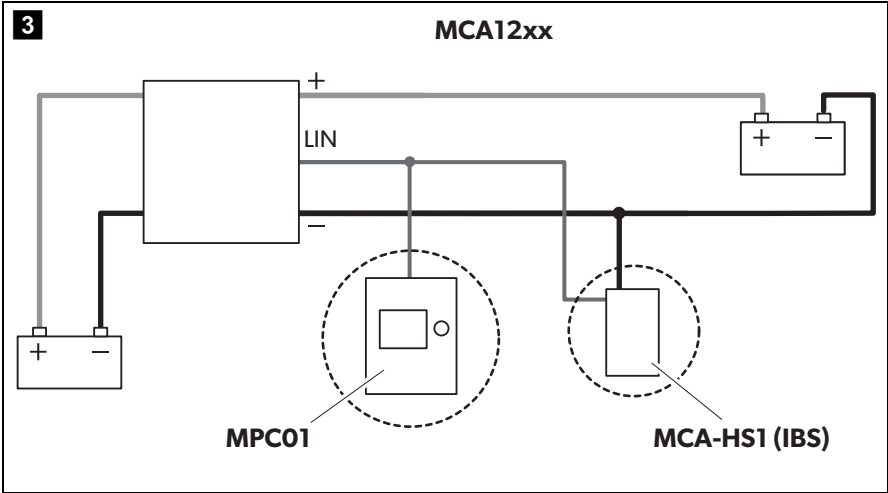 3
MCA12xx
+
LIN
–
+ –
+ –
MPC01
MCA-HS1 (IBS)